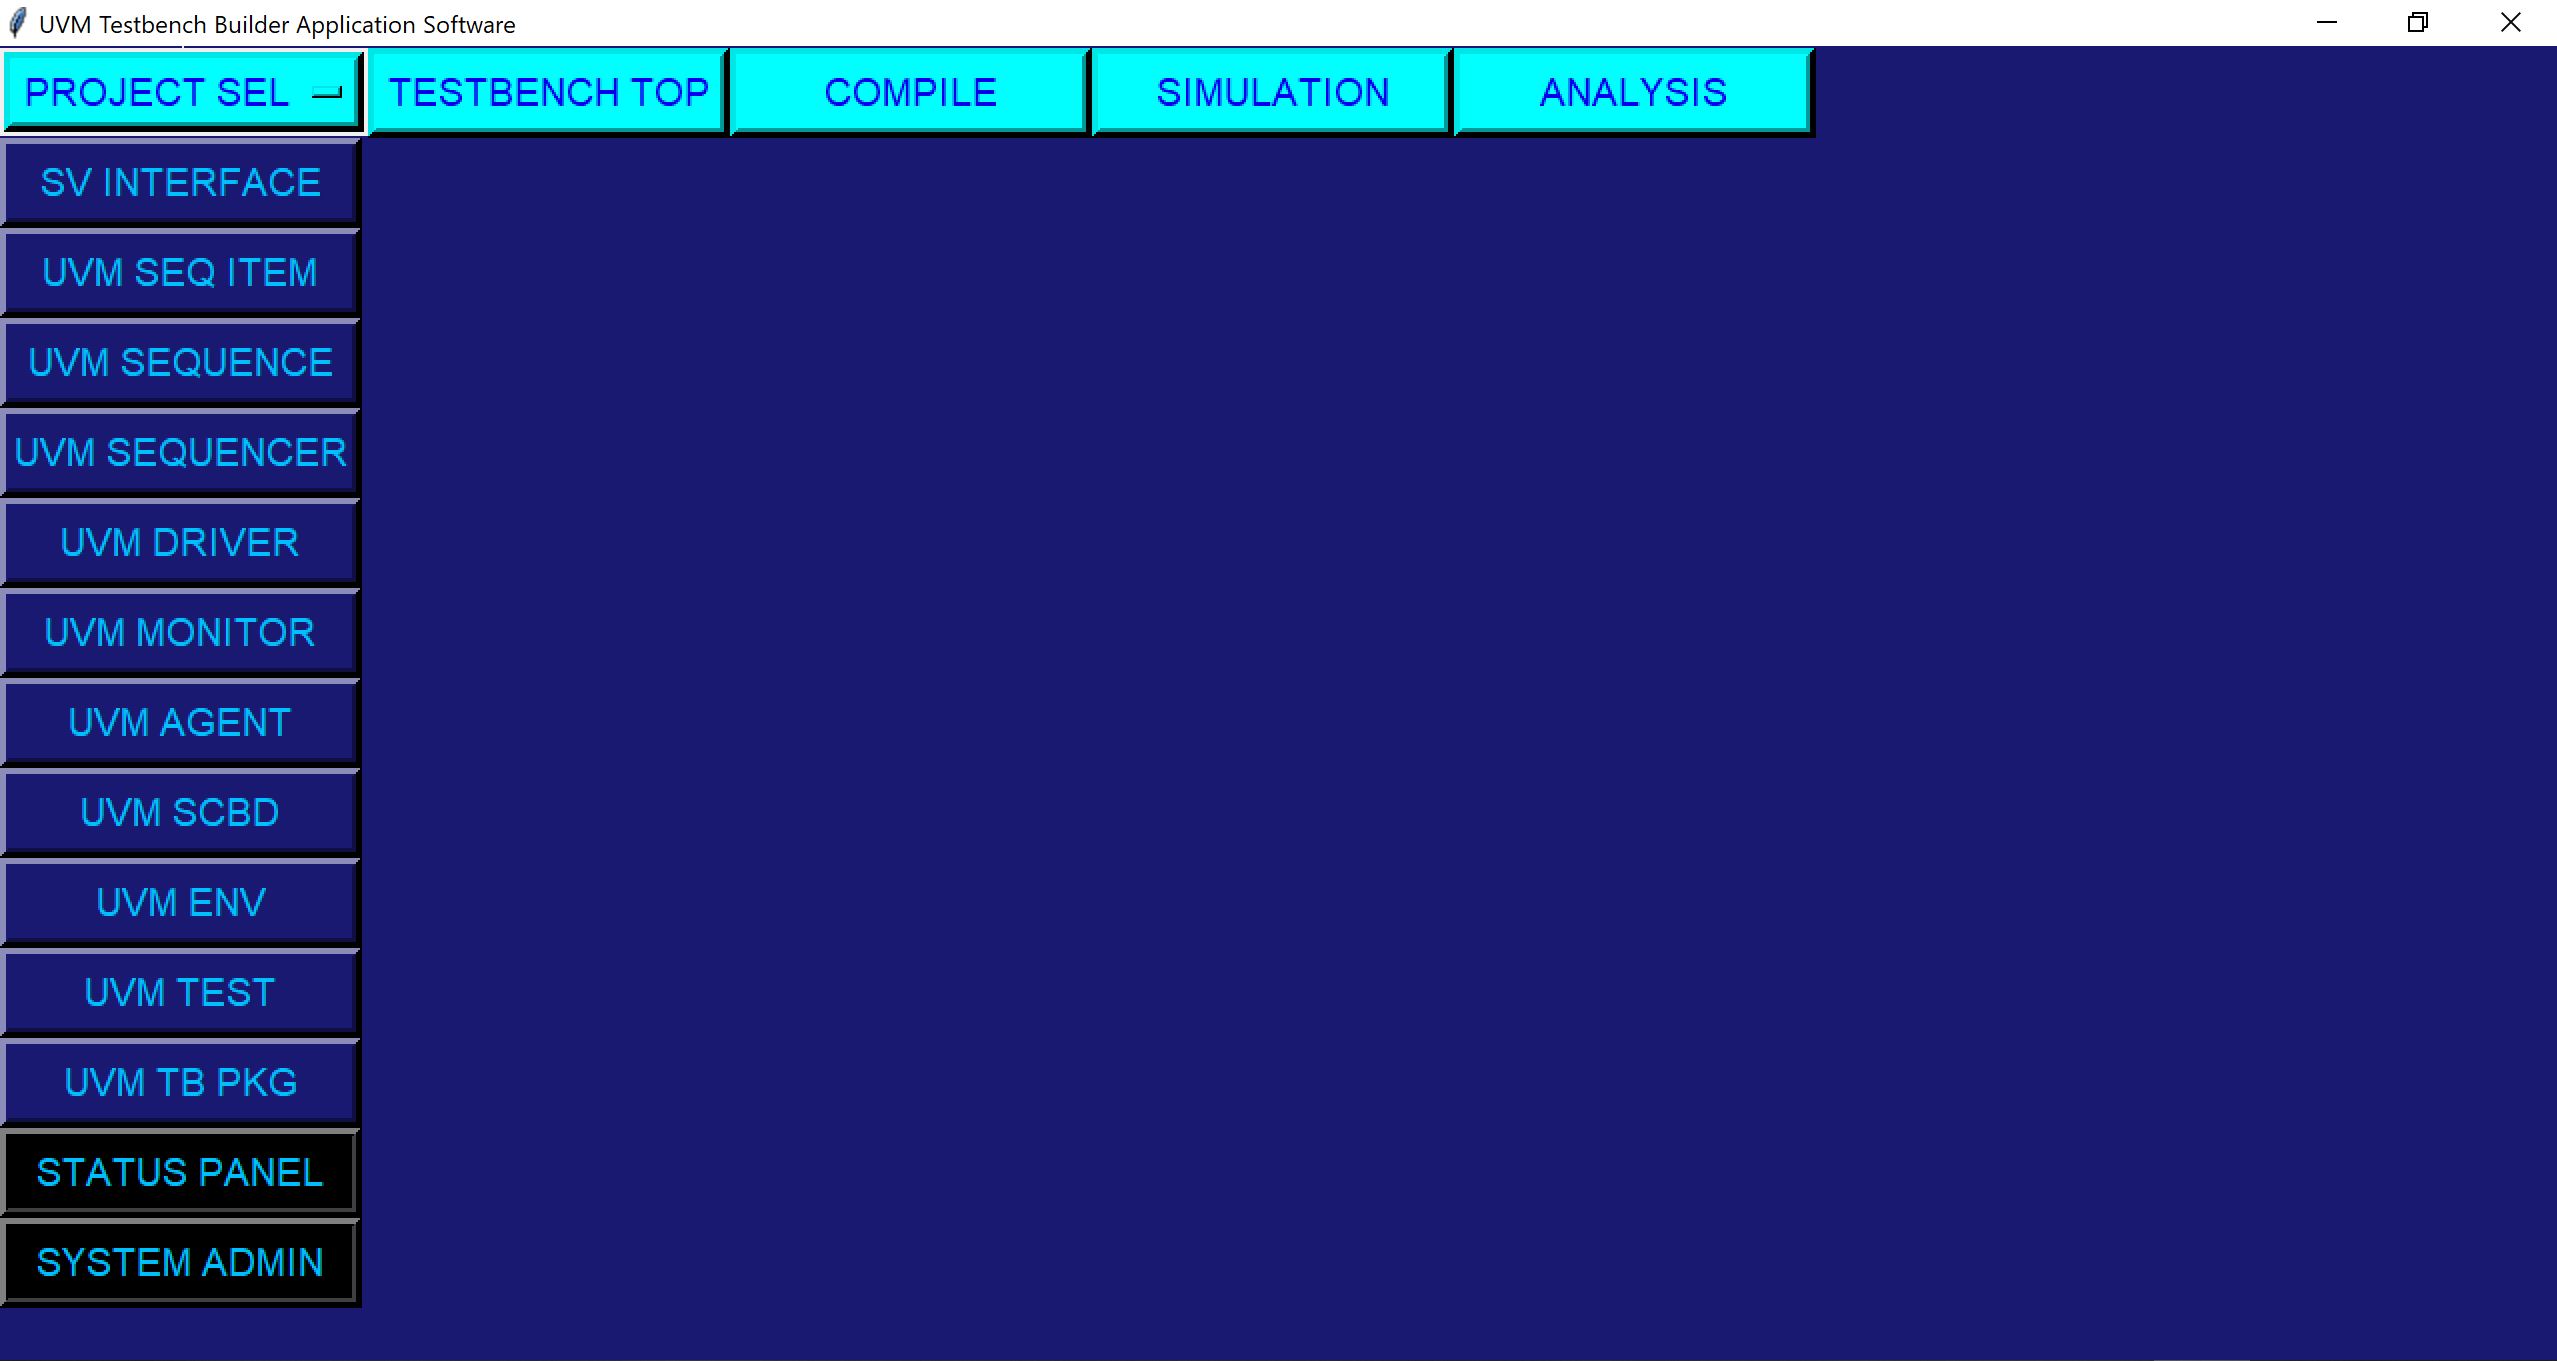 UVM Testbench Builder Application Software
PROJECT SEL
TESTBENCH TOP
COMPILE
SIMULATION
ANALYSIS
SV INTERFACE
UVM SEQ ITEM
UVM SEQUENCE
UVM SEQUENCER
UVM DRIVER
UVM MONITOR
UVM AGENT
UVM SCBD
UVM ENV
UVM TEST
UVM TB PKG
STATUS PANEL
SYSTEM ADMIN